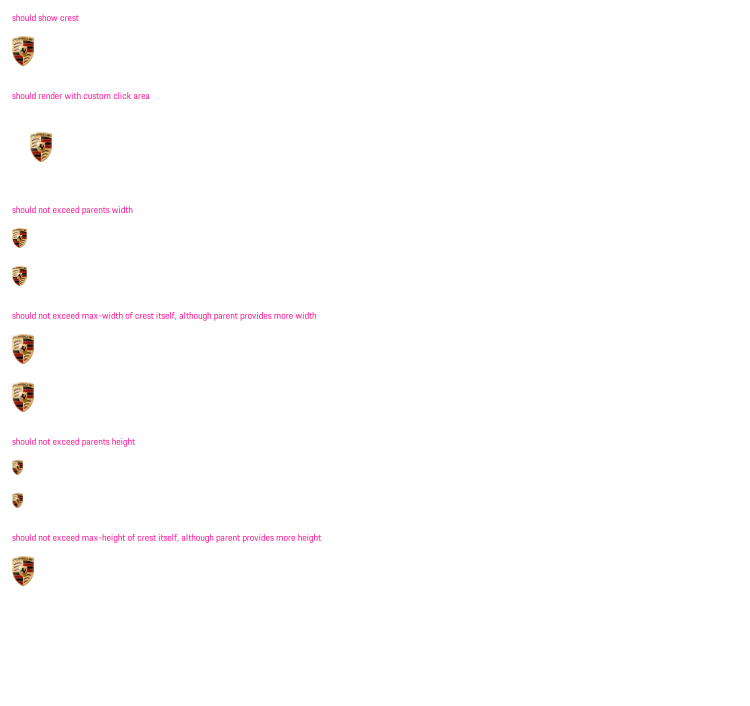 should show crest
should render with custom click area
should not exceed parents width
should not exceed max-width of crest itself, although parent provides more width
should not exceed parents height
should not exceed max-height of crest itself, although parent provides more height